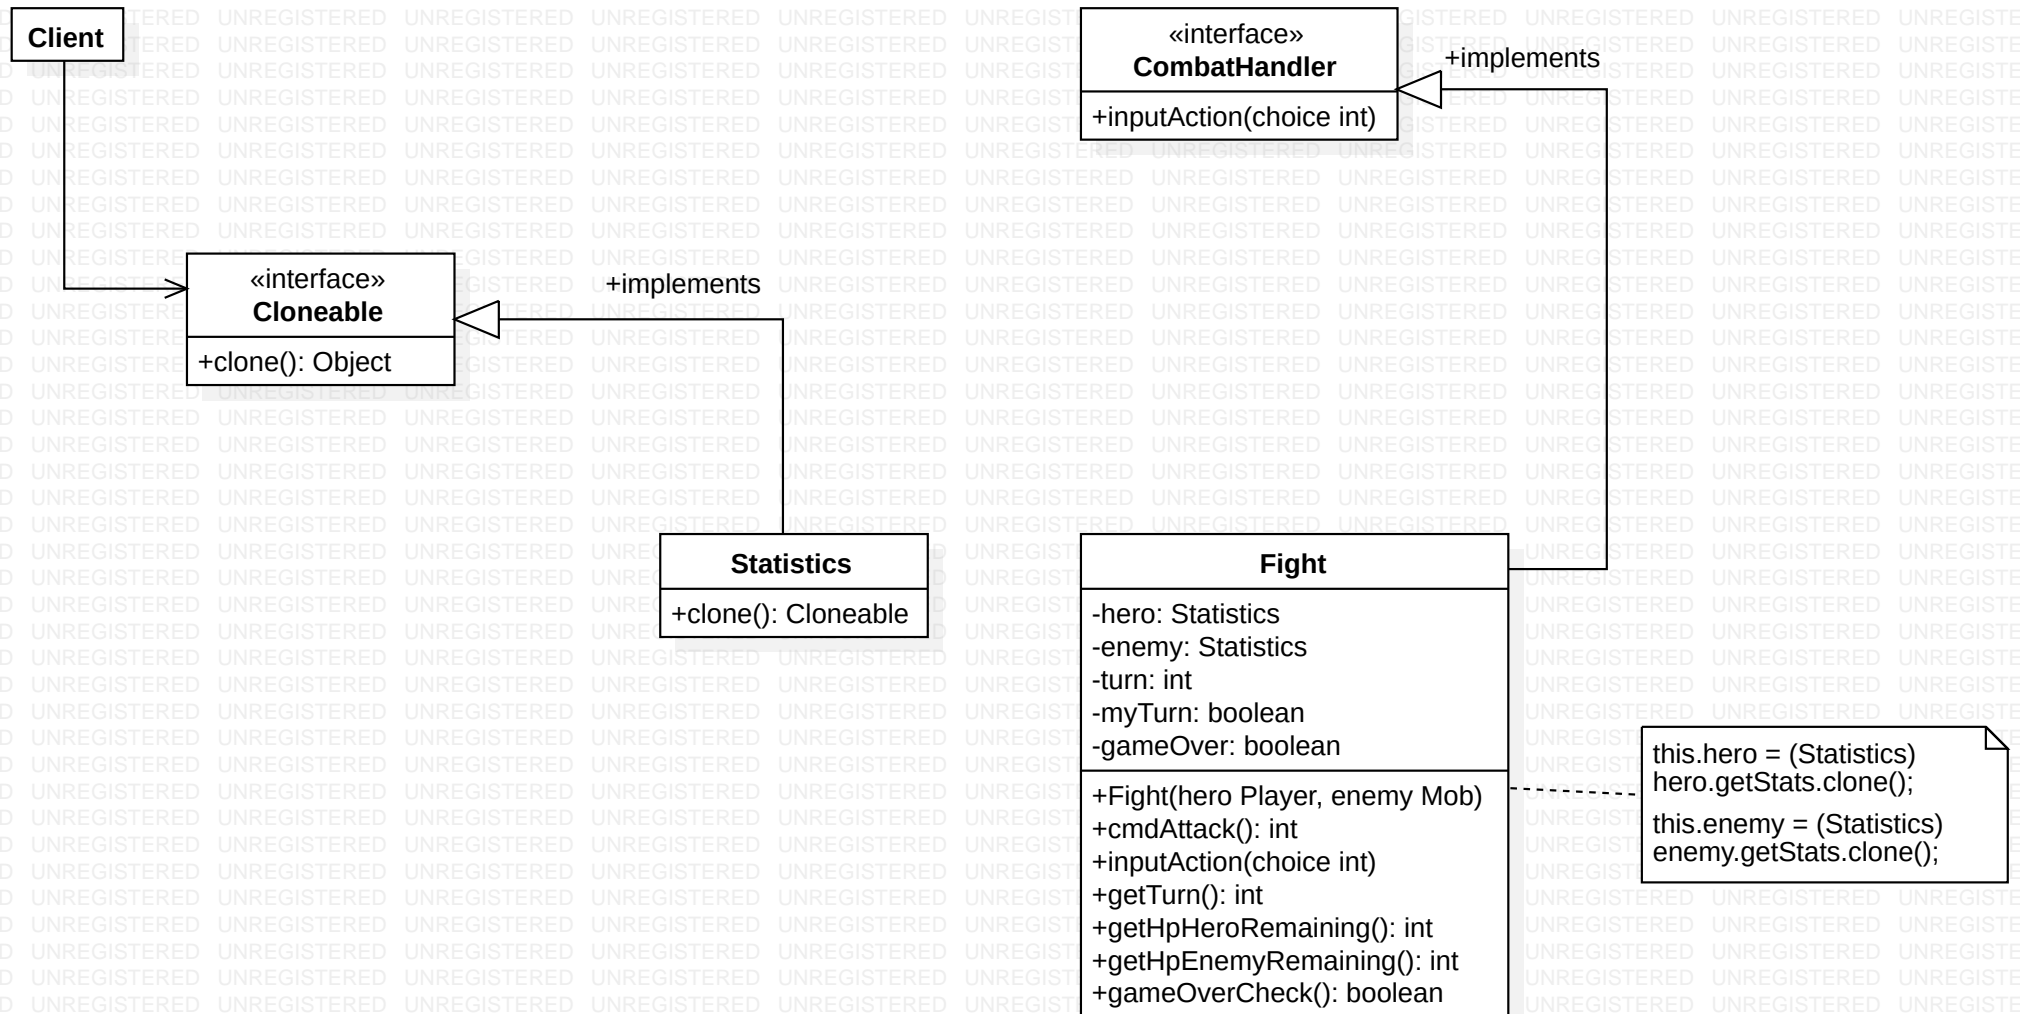 Client
«interface»
CombatHandler
+inputAction(choice int)
+implements
«interface»
Cloneable
+clone(): Object
+implements
Statistics
+clone(): Cloneable
Fight
-hero: Statistics
-enemy: Statistics
-turn: int
-myTurn: boolean
-gameOver: boolean
+Fight(hero Player, enemy Mob)
+cmdAttack(): int
+inputAction(choice int)
+getTurn(): int
+getHpHeroRemaining(): int
+getHpEnemyRemaining(): int
+gameOverCheck(): boolean
this.hero = (Statistics)
hero.getStats.clone();
this.enemy = (Statistics)
enemy.getStats.clone();
UNREGISTERED